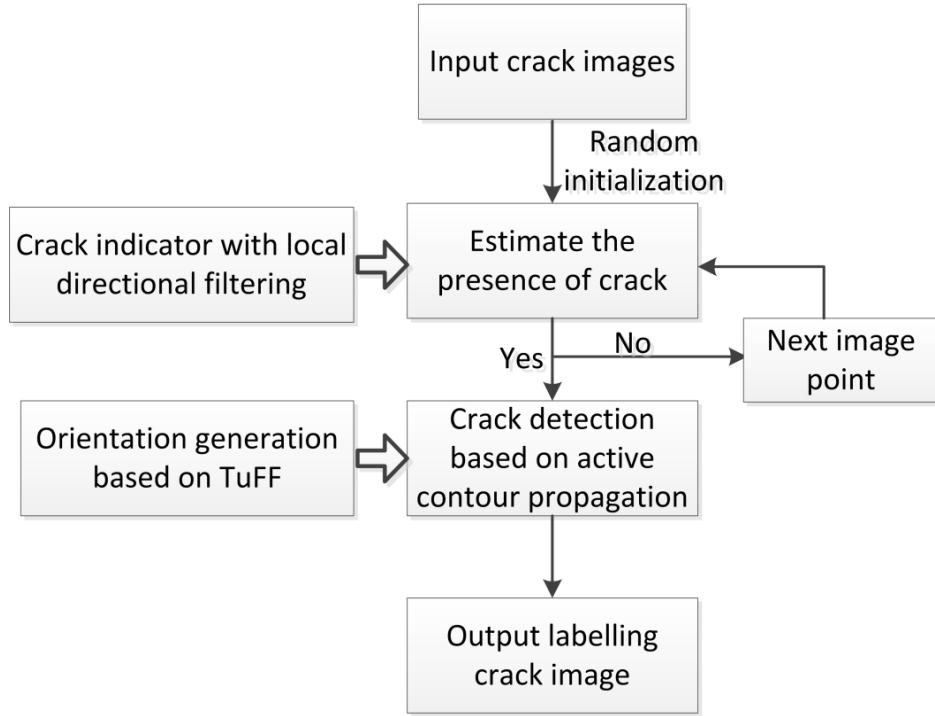 Input crack images
Random
initialization
Crack indicator with local
directional filtering
Estimate the
presence of crack
Yes
No
Next image
point
Orientation generation
based on TuFF
Crack detection
based on active
contour propagation
Output labelling
crack image